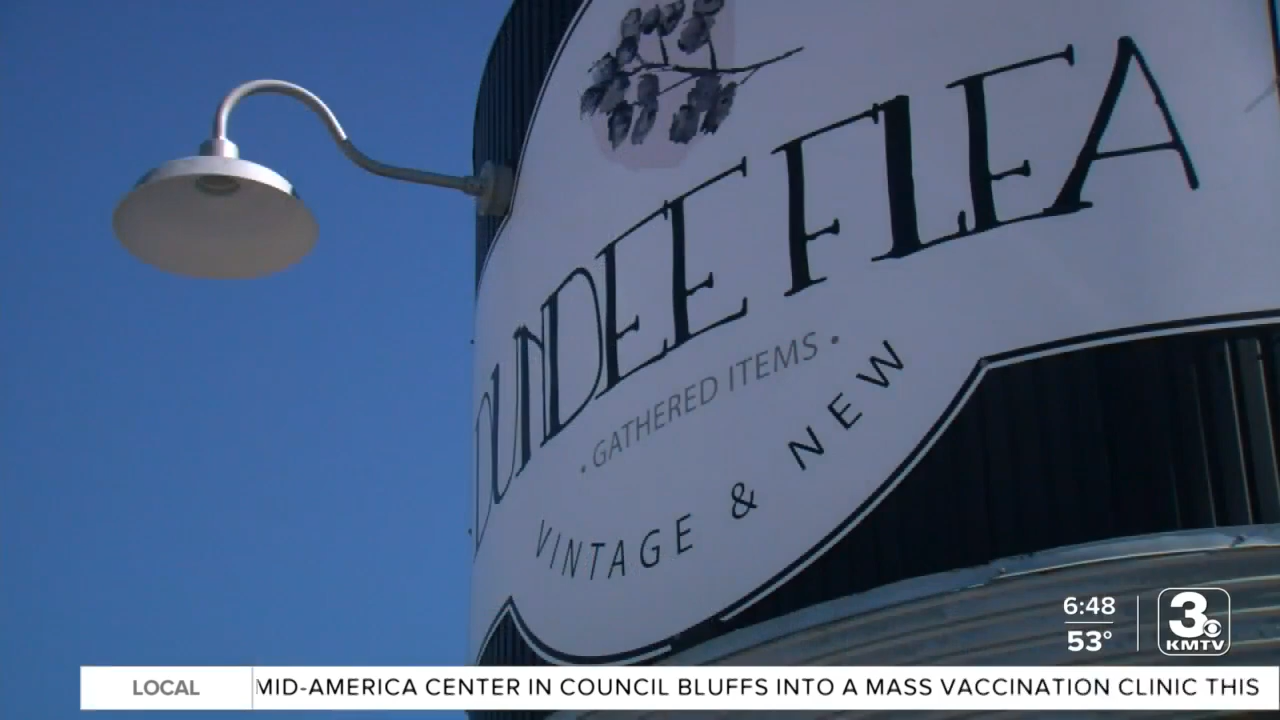 DUNDEE FLEA
• GATHERED ITEMS •
VINTAGE & NEW
6:48
53°
3
KMTV
LOCAL
MID-AMERICA CENTER IN COUNCIL BLUFFS INTO A MASS VACCINATION CLINIC THIS